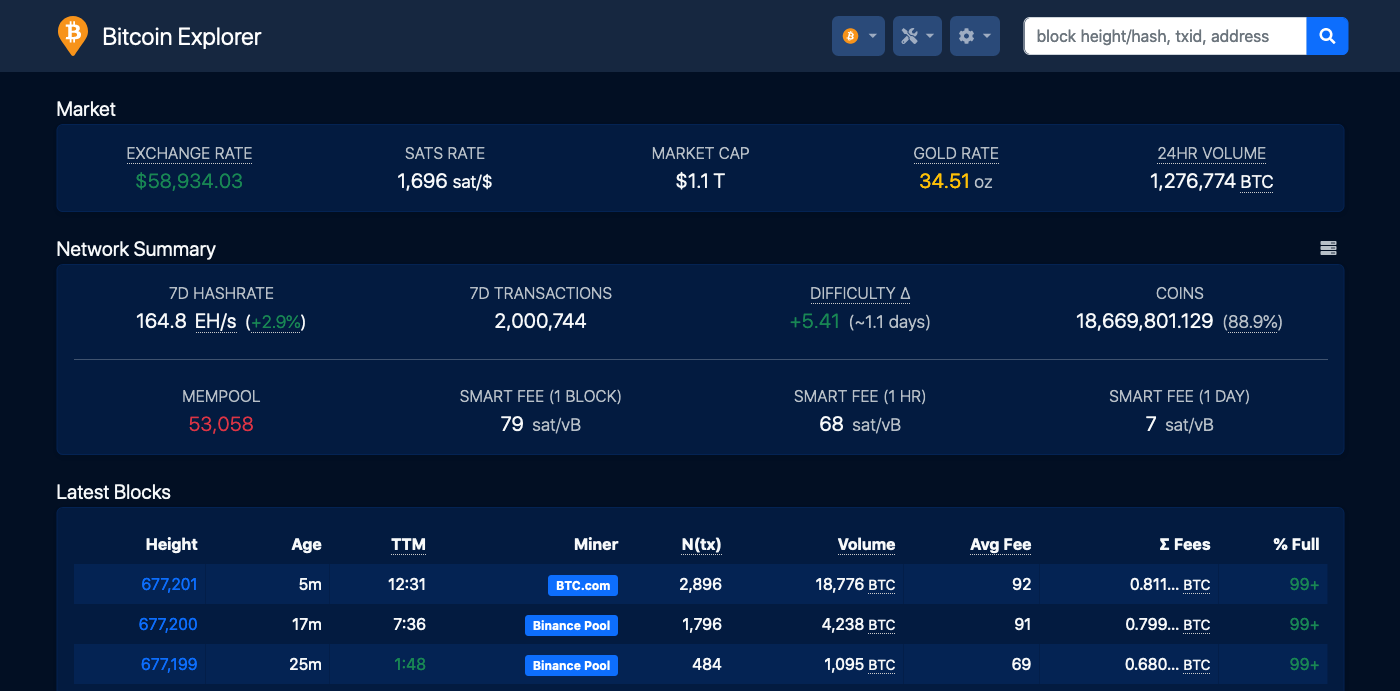 Bitcoin Explorer
block height/hash, txid, address
Market
EXCHANGE RATE SATS RATE MARKET CAP GOLD RATE 24HR VOLUME
$58,934.03 1,696 sat/$ $1.1 T 34.51 oz 1,276,774 BTC
Network Summary
7D HASHRATE 7D TRANSACTIONS DIFFICULTY Δ COINS
164.8 EH/s (+2.9%) 2,000,744 +5.41 (~1.1 days) 18,669,801.129 (88.9%)
MEMPOOL SMART FEE (1 BLOCK) SMART FEE (1 HR) SMART FEE (1 DAY)
53,058 79 sat/vB 68 sat/vB 7 sat/vB
Latest Blocks
Height Age TTM Miner N(tx) Volume Avg Fee Σ Fees % Full
677,201 5m 12:31 BTC.com 2,896 18,776 BTC 92 0.811... BTC 99+
677,200 17m 7:36 Binance Pool 1,796 4,238 BTC 91 0.799... BTC 99+
677,199 25m 1:48 Binance Pool 484 1,095 BTC 69 0.680... BTC 99+